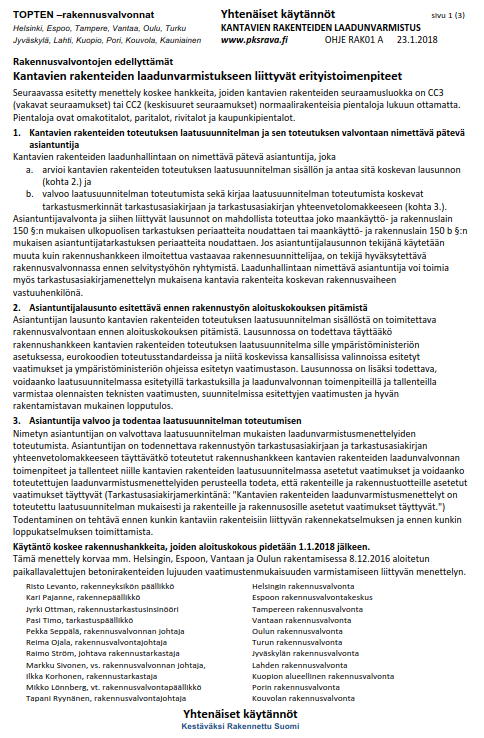 TOPTEN –rakennusvalvonnat
Yhtenäiset käytännöt
sivu 1 (3)
Helsinki, Espoo, Tampere, Vantaa, Oulu, Turku
KANTAVIEN RAKENTEIDEN LAADUNVARMISTUS
Jyväskylä, Lahti, Kuopio, Pori, Kouvola, Kauniainen
www.pksrava.fi
OHJE RAK01 A
23.1.2018
Rakennusvalvontojen edellyttämät
Kantavien rakenteiden laadunvarmistukseen liittyvät erityistoimenpiteet
Seuraavassa esitetty menettely koskee hankkeita, joiden kantavien rakenteiden seuraamusluokka on CC3
(vakavat seuraamukset) tai CC2 (keskisuuret seuraamukset) normaalirakenteisia pientaloja lukuun ottamatta.
Pientaloja ovat omakotitalot, paritalot, rivitalot ja kaupunkipientalot.
1. Kantavien rakenteiden toteutuksen laatusuunnitelman ja sen toteutuksen valvontaan nimettävä pätevä
asiantuntija
Kantavien rakenteiden laadunhallintaan on nimettävä pätevä asiantuntija, joka
a. arvioi kantavien rakenteiden toteutuksen laatusuunnitelman sisällön ja antaa sitä koskevan lausunnon
(kohta 2.) ja
b. valvoo laatusuunnitelman toteutumista sekä kirjaa laatusuunnitelman toteutumista koskevat
tarkastusmerkinnät tarkastusasiakirjaan ja tarkastusasiakirjan yhteenvetolomakkeeseen (kohta 3.).
Asiantuntijavalvonta ja siihen liittyvät lausunnot on mahdollista toteuttaa joko maankäyttö- ja rakennuslain
150 §:n mukaisen ulkopuolisen tarkastuksen periaatteita noudattaen tai maankäyttö- ja rakennuslain 150 b §:n
mukaisen asiantuntijatarkastuksen periaatteita noudattaen. Jos asiantuntijalausunnon tekijänä käytetään
muuta kuin rakennushankkeen ilmoitettua vastaavaa rakennesuunnittelijaa, on tekijä hyväksytettävä
rakennusvalvonnassa ennen selvitystyöhön ryhtymistä. Laadunhallintaan nimettävä asiantuntija voi toimia
myös tarkastusasiakirjamenettelyn mukaisena kantavia rakenteita koskevan rakennusvaiheen
vastuuhenkilönä.
2. Asiantuntijalausunto esitettävä ennen rakennustyön aloituskokouksen pitämistä
Asiantuntijan lausunto kantavien rakenteiden toteutuksen laatusuunnitelman sisällöstä on toimitettava
rakennusvalvontaan ennen aloituskokouksen pitämistä. Lausunnossa on todettava täyttääkö
rakennushankkeen kantavien rakenteiden toteutuksen laatusuunnitelma sille ympäristöministeriön
asetuksessa, eurokoodien toteutusstandardeissa ja niitä koskevissa kansallisissa valinnoissa esitetyt
vaatimukset ja ympäristöministeriön ohjeissa esitetyn vaatimustason. Lausunnossa on lisäksi todettava,
voidaanko laatusuunnitelmassa esitetyillä tarkastuksilla ja laadunvalvonnan toimenpiteillä ja tallenteilla
varmistaa olennaisten teknisten vaatimusten, suunnitelmissa esitettyjen vaatimusten ja hyvän
rakentamistavan mukainen lopputulos.
3. Asiantuntija valvoo ja todentaa laatusuunnitelman toteutumisen
Nimetyn asiantuntijan on valvottava laatusuunnitelman mukaisten laadunvarmistusmenettelyiden
toteutumista. Asiantuntijan on todennettava rakennustyön tarkastusasiakirjaan ja tarkastusasiakirjan
yhteenvetolomakkeeseen täyttävätkö toteutetut rakennushankkeen kantavien rakenteiden laadunvalvonnan
toimenpiteet ja tallenteet niille kantavien rakenteiden laatusuunnitelmassa asetetut vaatimukset ja voidaanko
toteutettujen laadunvarmistusmenettelyiden perusteella todeta, että rakenteille ja rakennustuotteille asetetut
vaatimukset täyttyvät (Tarkastusasiakirjamerkintänä: "Kantavien rakenteiden laadunvarmistusmenettelyt on
toteutettu laatusuunnitelman mukaisesti ja rakenteille ja rakennusosille asetetut vaatimukset täyttyvät.")
Todentaminen on tehtävä ennen kunkin kantaviin rakenteisiin liittyvän rakennekatselmuksen ja ennen kunkin
loppukatselmuksen toimittamista.
Käytäntö koskee rakennushankkeita, joiden aloituskokous pidetään 1.1.2018 jälkeen.
Tämä menettely korvaa mm. Helsingin, Espoon, Vantaan ja Oulun rakentamisessa 8.12.2016 aloitetun
paikallavalettujen betonirakenteiden lujuuden vaatimustenmukaisuuden varmistamiseen liittyvän menettelyn.
Risto Levanto, rakenneyksikön päällikkö
Helsingin rakennusvalvonta
Kari Pajanne, rakennepäällikkö
Espoon rakennusvalvontakeskus
Jyrki Ottman, rakennustarkastusinsinööri
Tampereen rakennusvalvonta
Pasi Timo, tarkastuspäällikkö
Vantaan rakennusvalvonta
Pekka Seppälä, rakennusvalvonnan johtaja
Oulun rakennusvalvonta
Reima Ojala, rakennusvalvontajohtaja
Turun rakennusvalvonta
Raimo Ström, johtava rakennustarkastaja
Jyväskylän rakennusvalvonta
Markku Sivonen, vs. rakennusvalvonnan johtaja,
Lahden rakennusvalvonta
Ilkka Korhonen, rakennustarkastaja
Kuopion alueellinen rakennusvalvonta
Mikko Lönnberg, vt. rakennusvalvontapäällikkö
Porin rakennusvalvonta
Tapani Ryynänen, rakennusvalvontajohtaja
Kouvolan rakennusvalvonta
Yhtenäiset käytännöt
Kestäväksi Rakennettu Suomi